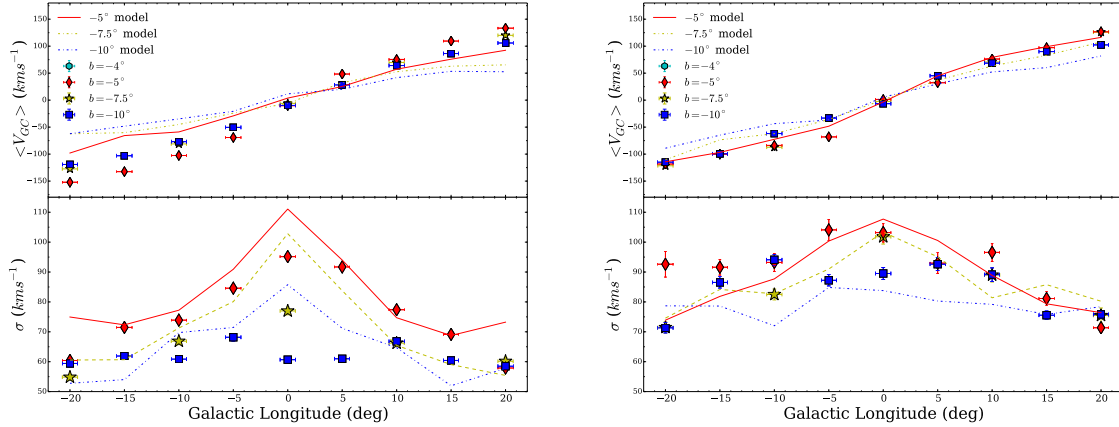 −5° model
−7.5° model
−10° model
b=−4°
b=−5°
b=−7.5°
b=−10°
<V_GC> (kms⁻¹)
100
50
0
−50
−100
−150
110
100
90
80
70
60
50
σ (kms⁻¹)
−20 −15 −10 −5 0 5 10 15 20
Galactic Longitude (deg)
−5° model
−7.5° model
−10° model
b=−4°
b=−5°
b=−7.5°
b=−10°
<V_GC> (kms⁻¹)
150
100
50
0
−50
−100
−150
110
100
90
80
70
60
50
σ (kms⁻¹)
−20 −15 −10 −5 0 5 10 15 20
Galactic Longitude (deg)